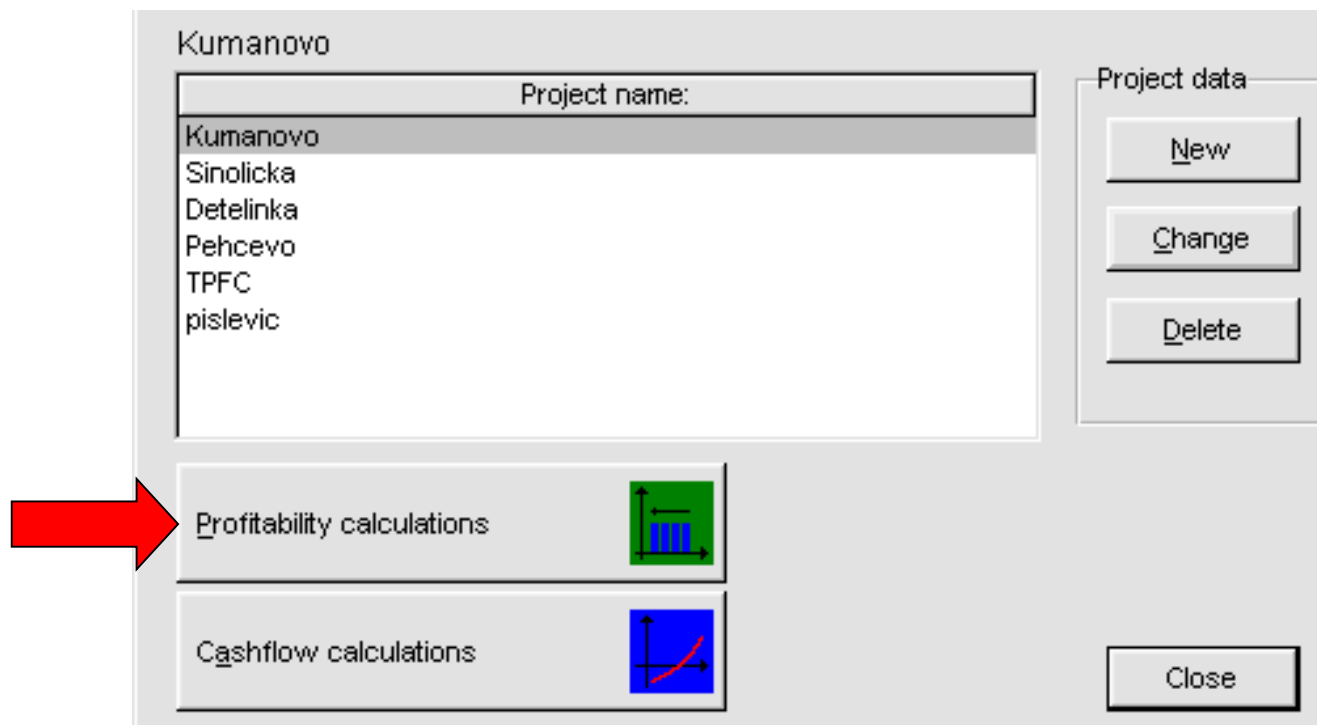 Kumanovo
Project name:
Kumanovo
Sinolicka
Detelinka
Pehcevo
TPFC
pislevic
Project data
New
Change
Delete
Profitability calculations
Cashflow calculations
Close